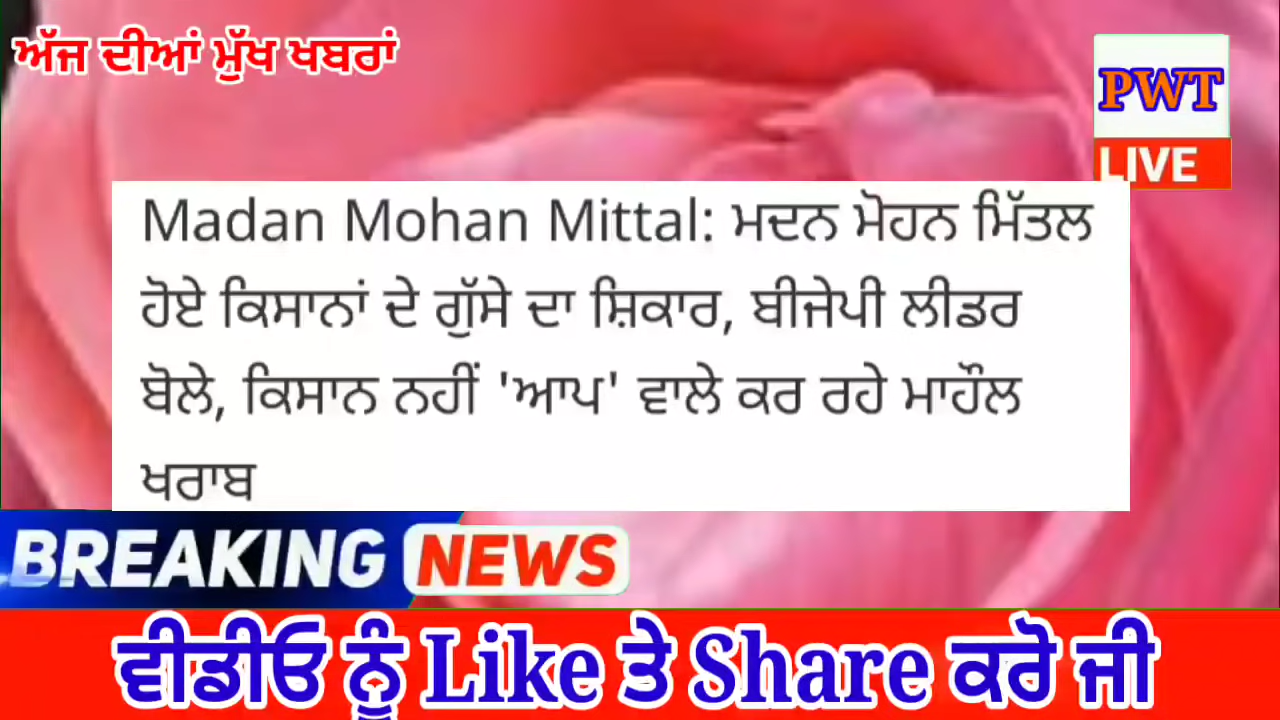 ਅੱਜ ਦੀਆਂ ਮੁੱਖ ਖਬਰਾਂ
PWT
LIVE
Madan Mohan Mittal: ਮਦਨ ਮੋਹਨ ਮਿੱਤਲ
ਹੋਏ ਕਿਸਾਨਾਂ ਦੇ ਗੁੱਸੇ ਦਾ ਸ਼ਿਕਾਰ, ਬੀਜੇਪੀ ਲੀਡਰ
ਬੋਲੇ, ਕਿਸਾਨ ਨਹੀਂ 'ਆਪ' ਵਾਲੇ ਕਰ ਰਹੇ ਮਾਹੌਲ
ਖਰਾਬ
BREAKING NEWS
ਵੀਡੀਓ ਨੂੰ Like ਤੇ Share ਕਰੋ ਜੀ